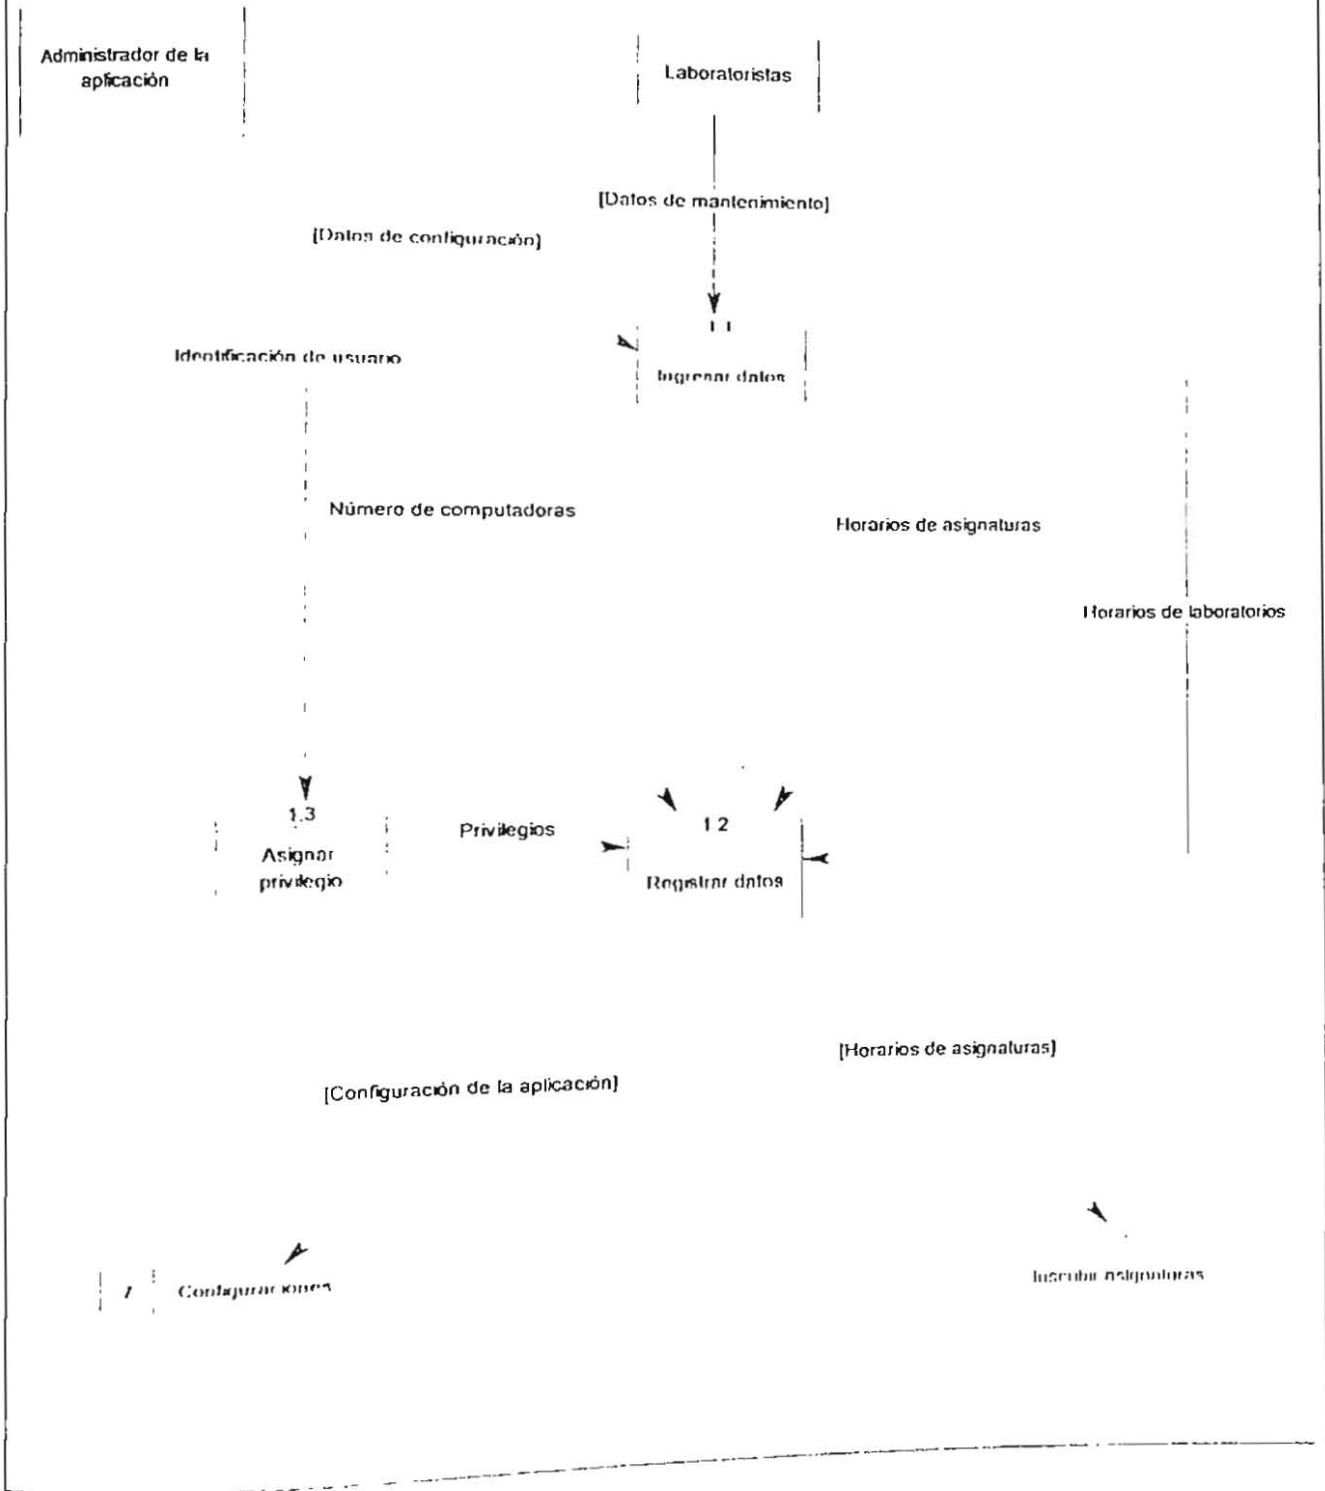 Administrador de la
aplicación
Laboratoristas
[Datos de mantenimiento]
[Datos de configuración]
1.1
Identificación de usuario
Ingresar datos
Número de computadoras
Horarios de asignaturas
Horarios de laboratorios
1.3
Asignar
privilegio
Privilegios
1.2
Registrar datos
[Horarios de asignaturas]
[Configuración de la aplicación]
Configuraciones
Inscribir asignaturas